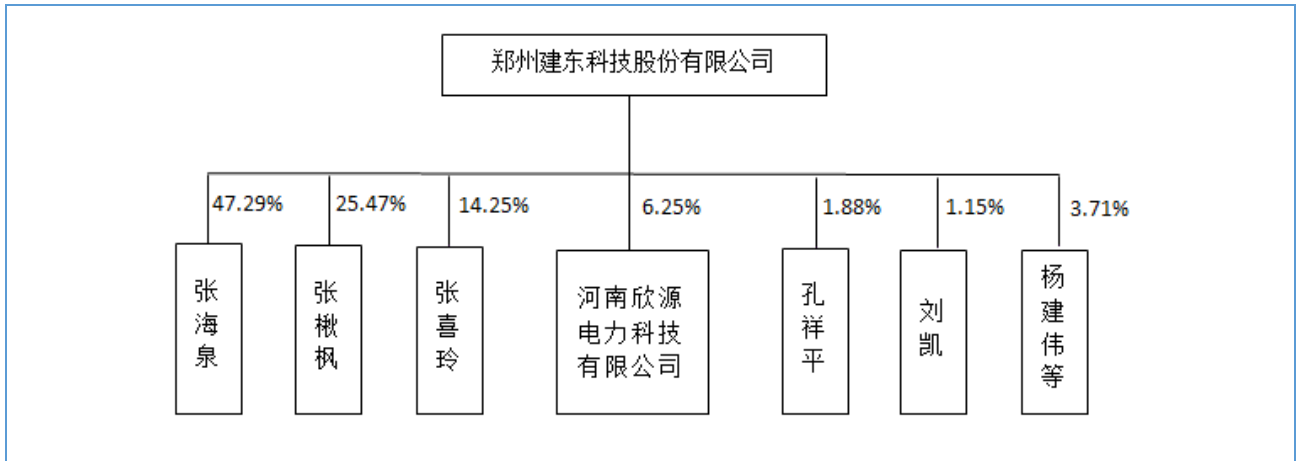 郑州建东科技股份有限公司
47.29%
25.47%
14.25%
6.25%
1.88%
1.15%
3.71%
张海泉
张楸枫
张喜玲
河南欣源
电力科技
有限公司
孔祥平
刘凯
杨建伟等